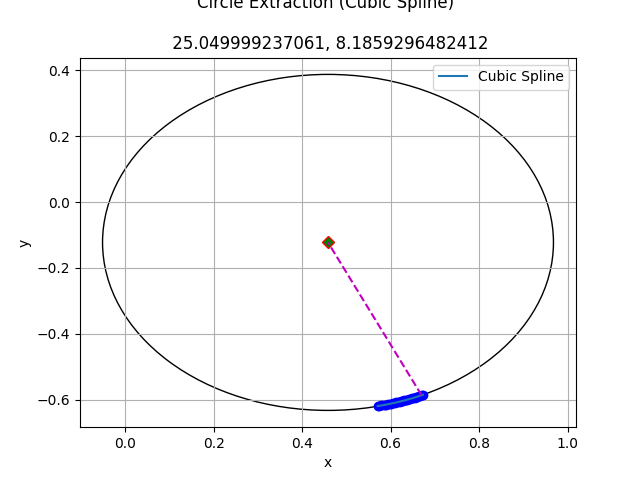 Circle Extraction (Cubic Spline)
25.049999237061, 8.1859296482412
Cubic Spline
0.4
0.2
0.0
−0.2
−0.4
−0.6
y
0.0 0.2 0.4 0.6 0.8 1.0
x